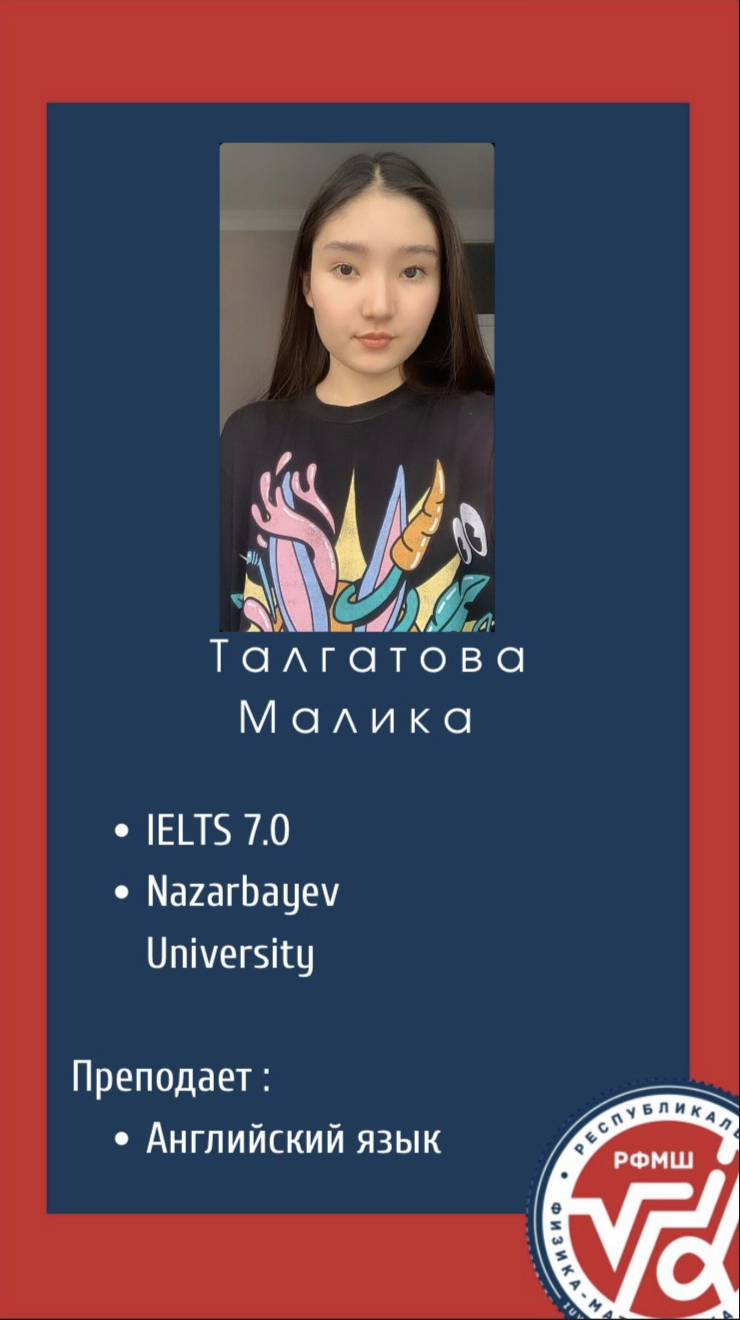 Талгатова
Малика
IELTS 7.0
Nazarbayev
University
Преподает :
Английский язык
РФМШ